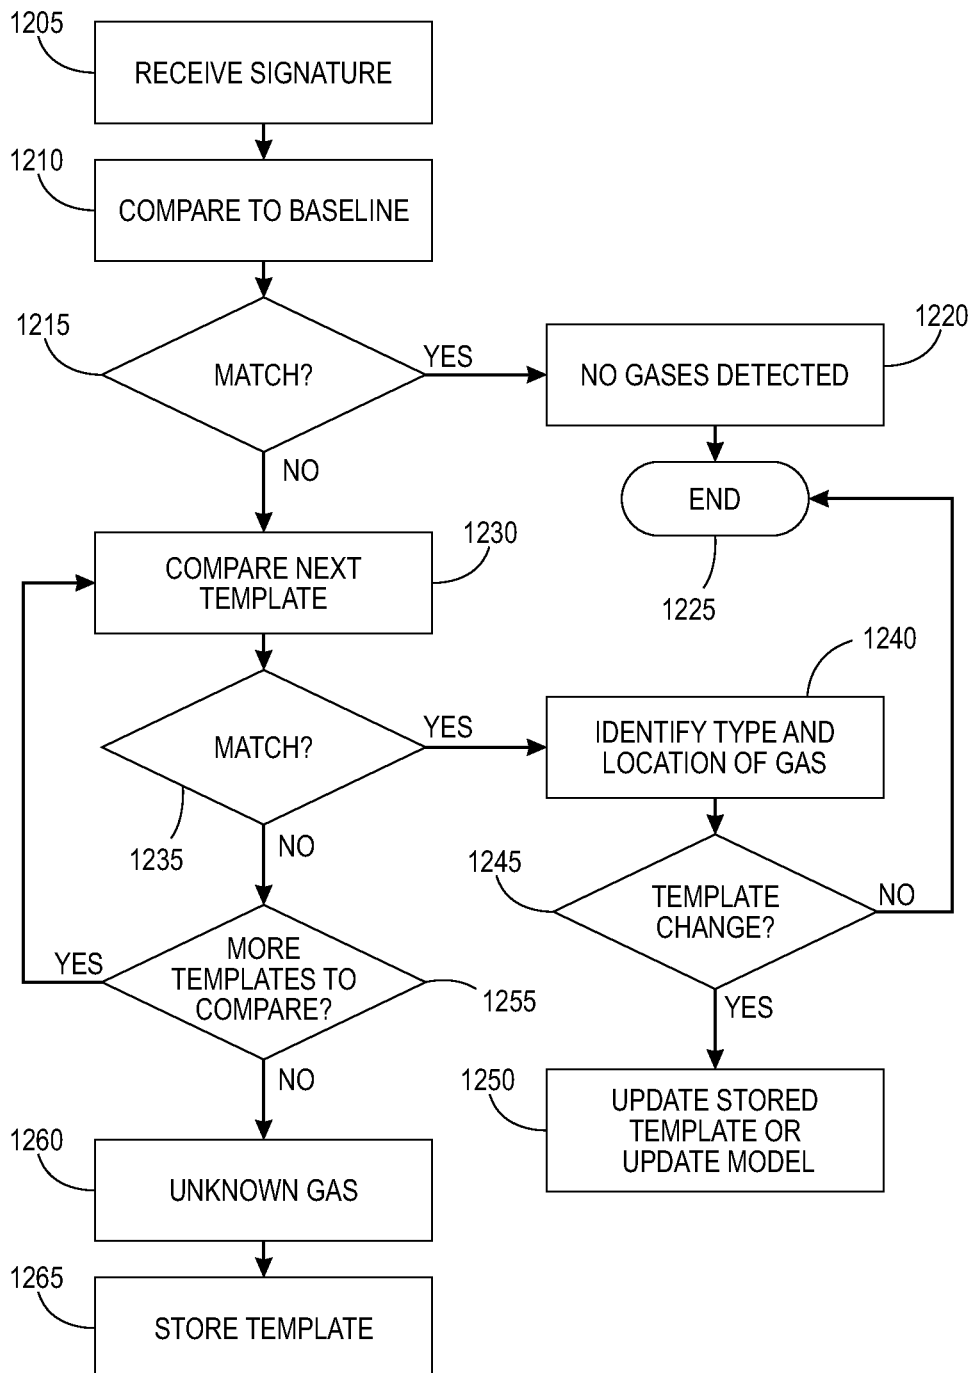 1205
RECEIVE SIGNATURE
1210
COMPARE TO BASELINE
1215
MATCH?
YES
1220
NO GASES DETECTED
NO
END
1225
1230
COMPARE NEXT
TEMPLATE
1240
MATCH?
YES
IDENTIFY TYPE AND
LOCATION OF GAS
1235
NO
1245
TEMPLATE
CHANGE?
NO
YES
MORE
TEMPLATES TO
COMPARE?
YES
1255
NO
1250
UPDATE STORED
TEMPLATE OR
UPDATE MODEL
1260
UNKNOWN GAS
1265
STORE TEMPLATE